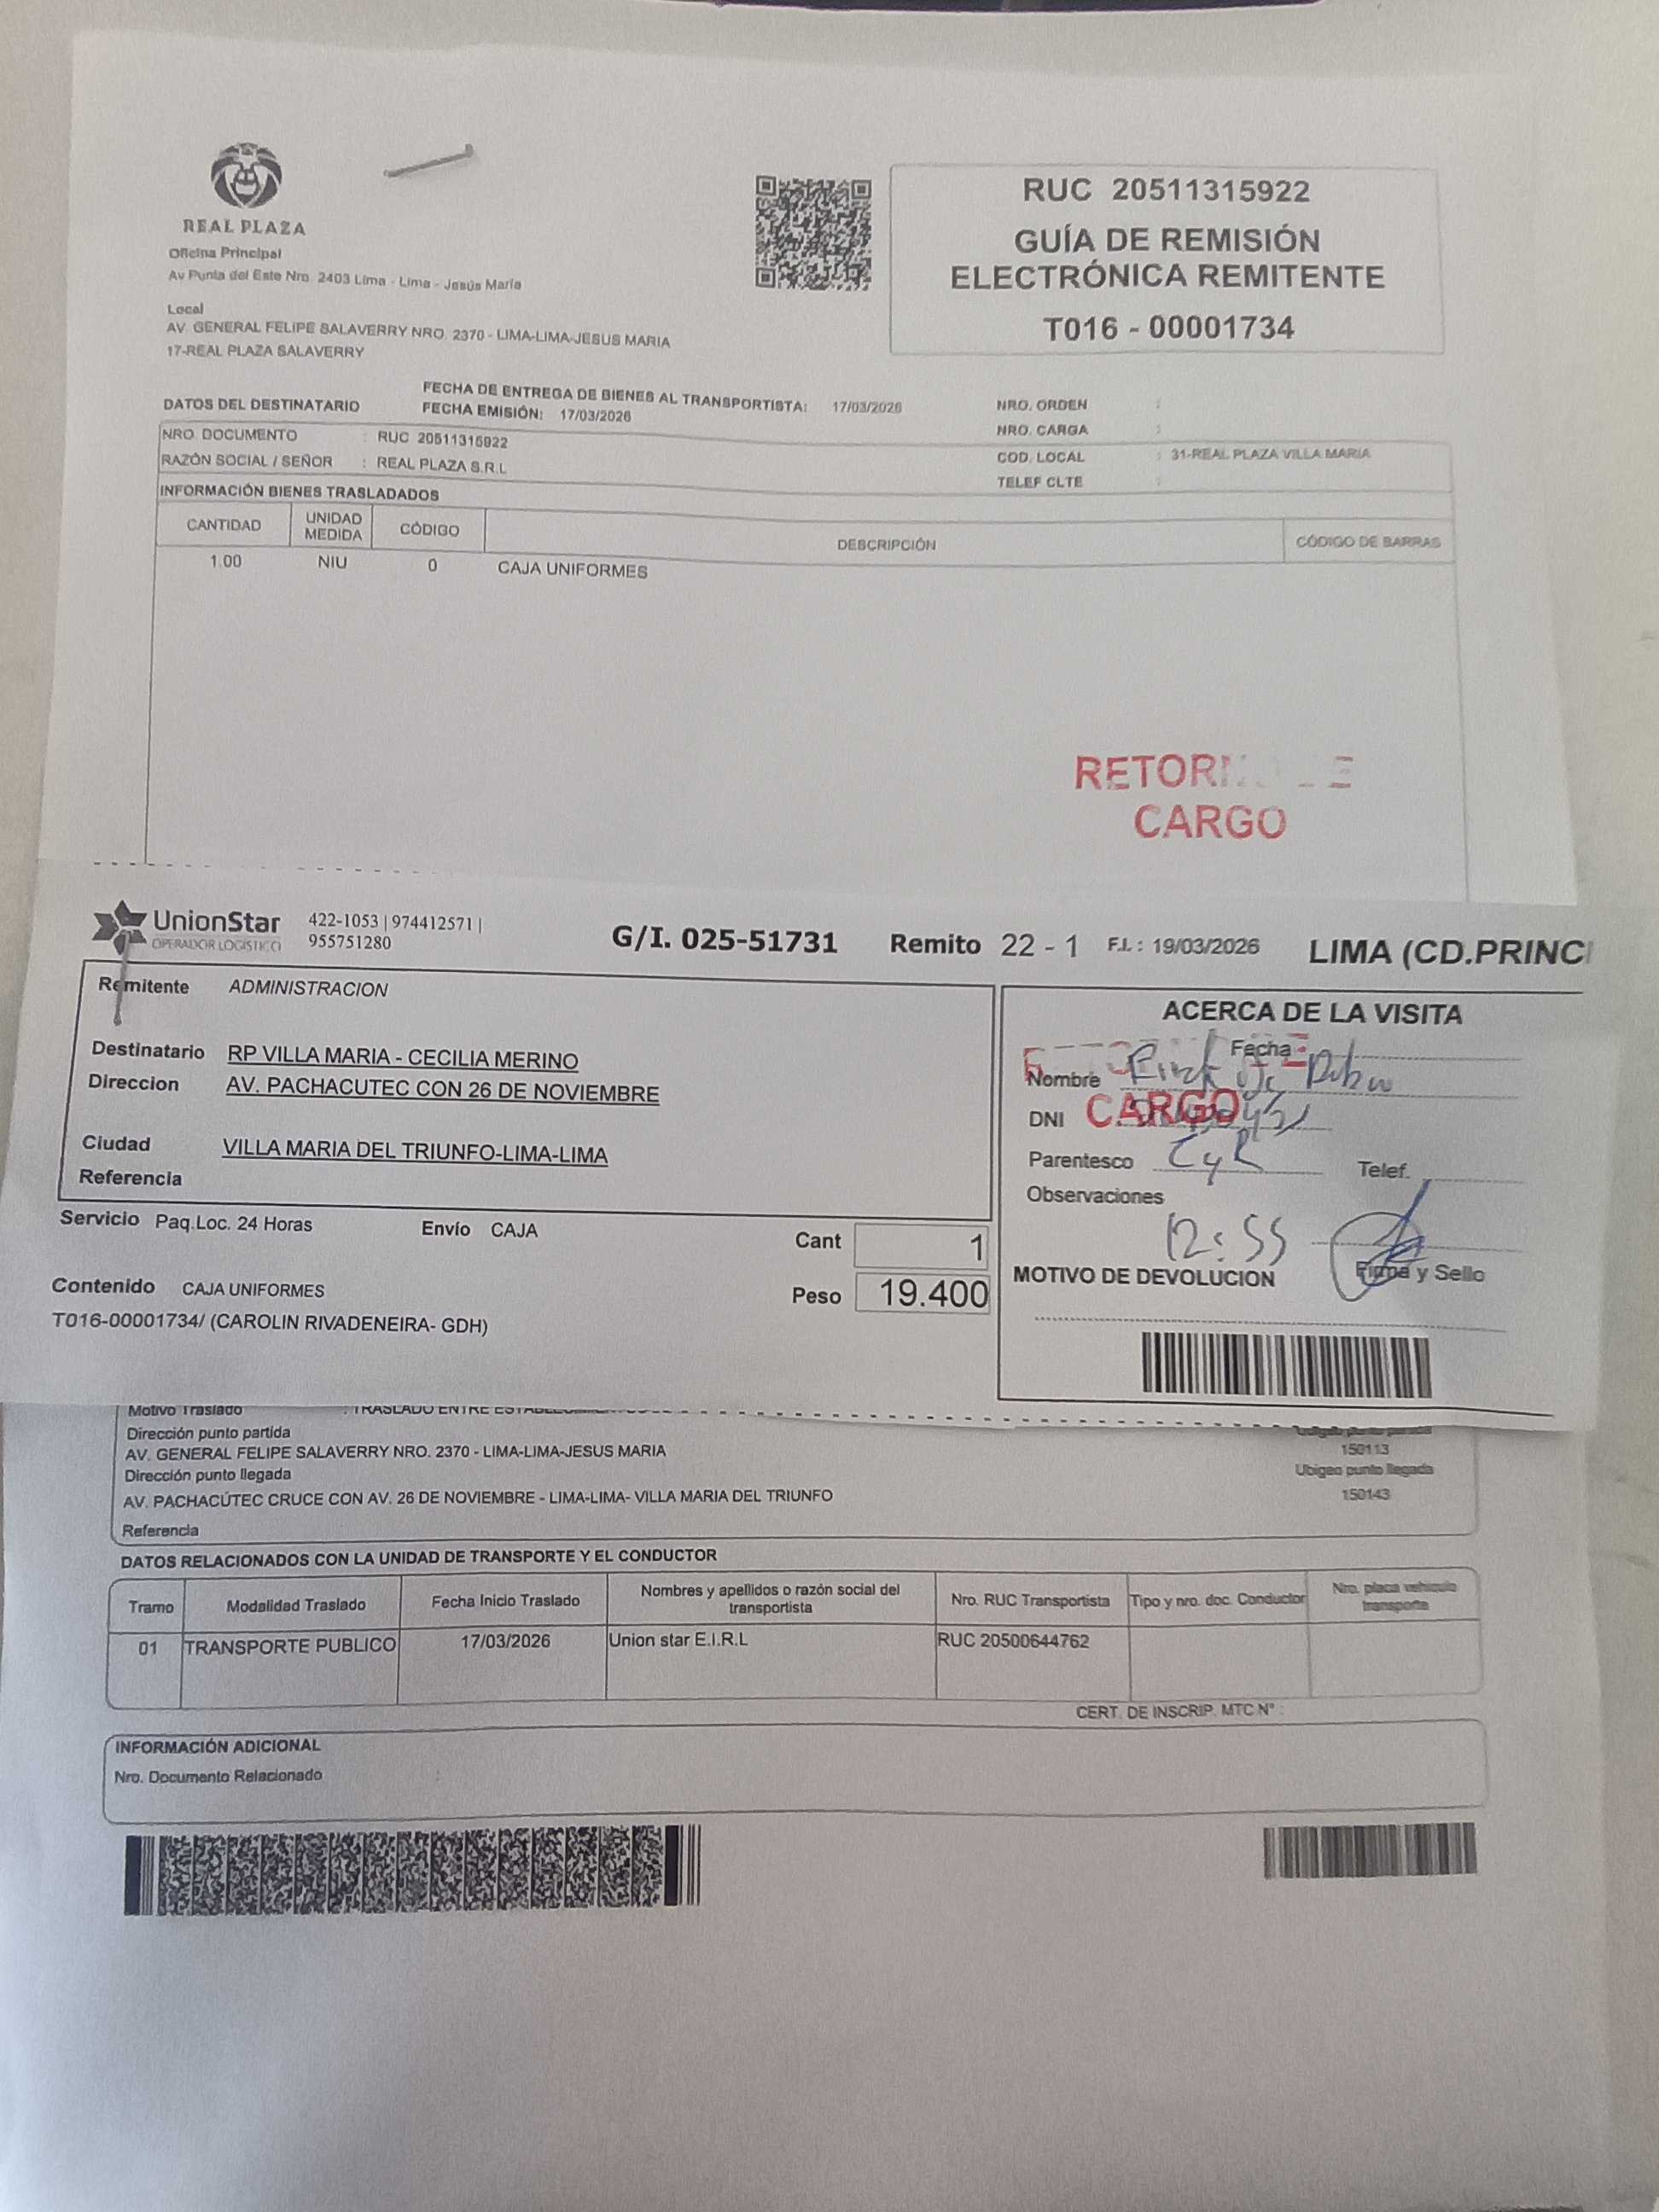 REAL PLAZA
Oficina Principal
Av Punta del Este Nro. 2403 Lima - Lima - Jesús María
Local
AV. GENERAL FELIPE SALAVERRY NRO. 2370 - LIMA-LIMA-JESUS MARIA
17-REAL PLAZA SALAVERRY
RUC 20511315922
GUÍA DE REMISIÓN
ELECTRÓNICA REMITENTE
T016 - 00001734
FECHA DE ENTREGA DE BIENES AL TRANSPORTISTA: 17/03/2026
DATOS DEL DESTINATARIO FECHA EMISIÓN: 17/03/2026
NRO. ORDEN :
NRO. CARGA :
NRO. DOCUMENTO : RUC 20511315922
COD. LOCAL : 31-REAL PLAZA VILLA MARIA
RAZÓN SOCIAL / SEÑOR : REAL PLAZA S.R.L
TELEF CLTE :
INFORMACIÓN BIENES TRASLADADOS
CANTIDAD UNIDAD MEDIDA CÓDIGO DESCRIPCIÓN CÓDIGO DE BARRAS
1.00 NIU 0 CAJA UNIFORMES
CARGO
UnionStar
OPERADOR LOGÍSTICO
422-1053 | 974412571 |
955751280
G/I. 025-51731 Remito 22 - 1 F.I. : 19/03/2026 LIMA (CD.PRINCI
Remitente ADMINISTRACION
Destinatario RP VILLA MARIA - CECILIA MERINO
Direccion AV. PACHACUTEC CON 26 DE NOVIEMBRE
Ciudad VILLA MARIA DEL TRIUNFO-LIMA-LIMA
Referencia
Servicio Paq.Loc. 24 Horas Envío CAJA
Cant 1
Contenido CAJA UNIFORMES
Peso 19.400
T016-00001734/ (CAROLIN RIVADENEIRA- GDH)
ACERCA DE LA VISITA
Fecha
Nombre
DNI CARGO
Parentesco Telef.
Observaciones
12:55
Firma y Sello
MOTIVO DE DEVOLUCION
Motivo Traslado
Dirección punto partida
AV. GENERAL FELIPE SALAVERRY NRO. 2370 - LIMA-LIMA-JESUS MARIA
150113
Dirección punto llegada
Ubigeo punto llegada
AV. PACHACÚTEC CRUCE CON AV. 26 DE NOVIEMBRE - LIMA-LIMA- VILLA MARIA DEL TRIUNFO
150143
Referencia
DATOS RELACIONADOS CON LA UNIDAD DE TRANSPORTE Y EL CONDUCTOR
Tramo Modalidad Traslado Fecha Inicio Traslado Nombres y apellidos o razón social del transportista Nro. RUC Transportista Tipo y nro. doc. Conductor Nro. placa vehiculo transporte
01 TRANSPORTE PUBLICO 17/03/2026 Union star E.I.R.L RUC 20500644762
CERT. DE INSCRIP. MTC N° :
INFORMACIÓN ADICIONAL
Nro. Documento Relacionado :